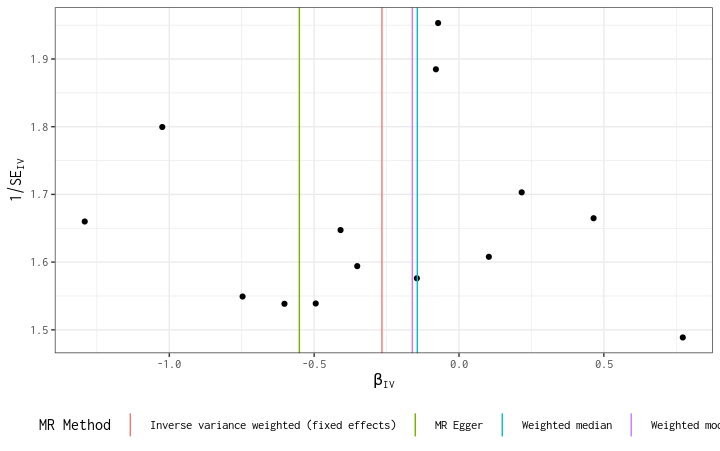 1.9
1.8
1.7
1.6
1.5
1/SE_IV
-1.0 -0.5 0.0 0.5
β_IV
MR Method Inverse variance weighted (fixed effects) MR Egger Weighted median Weighted